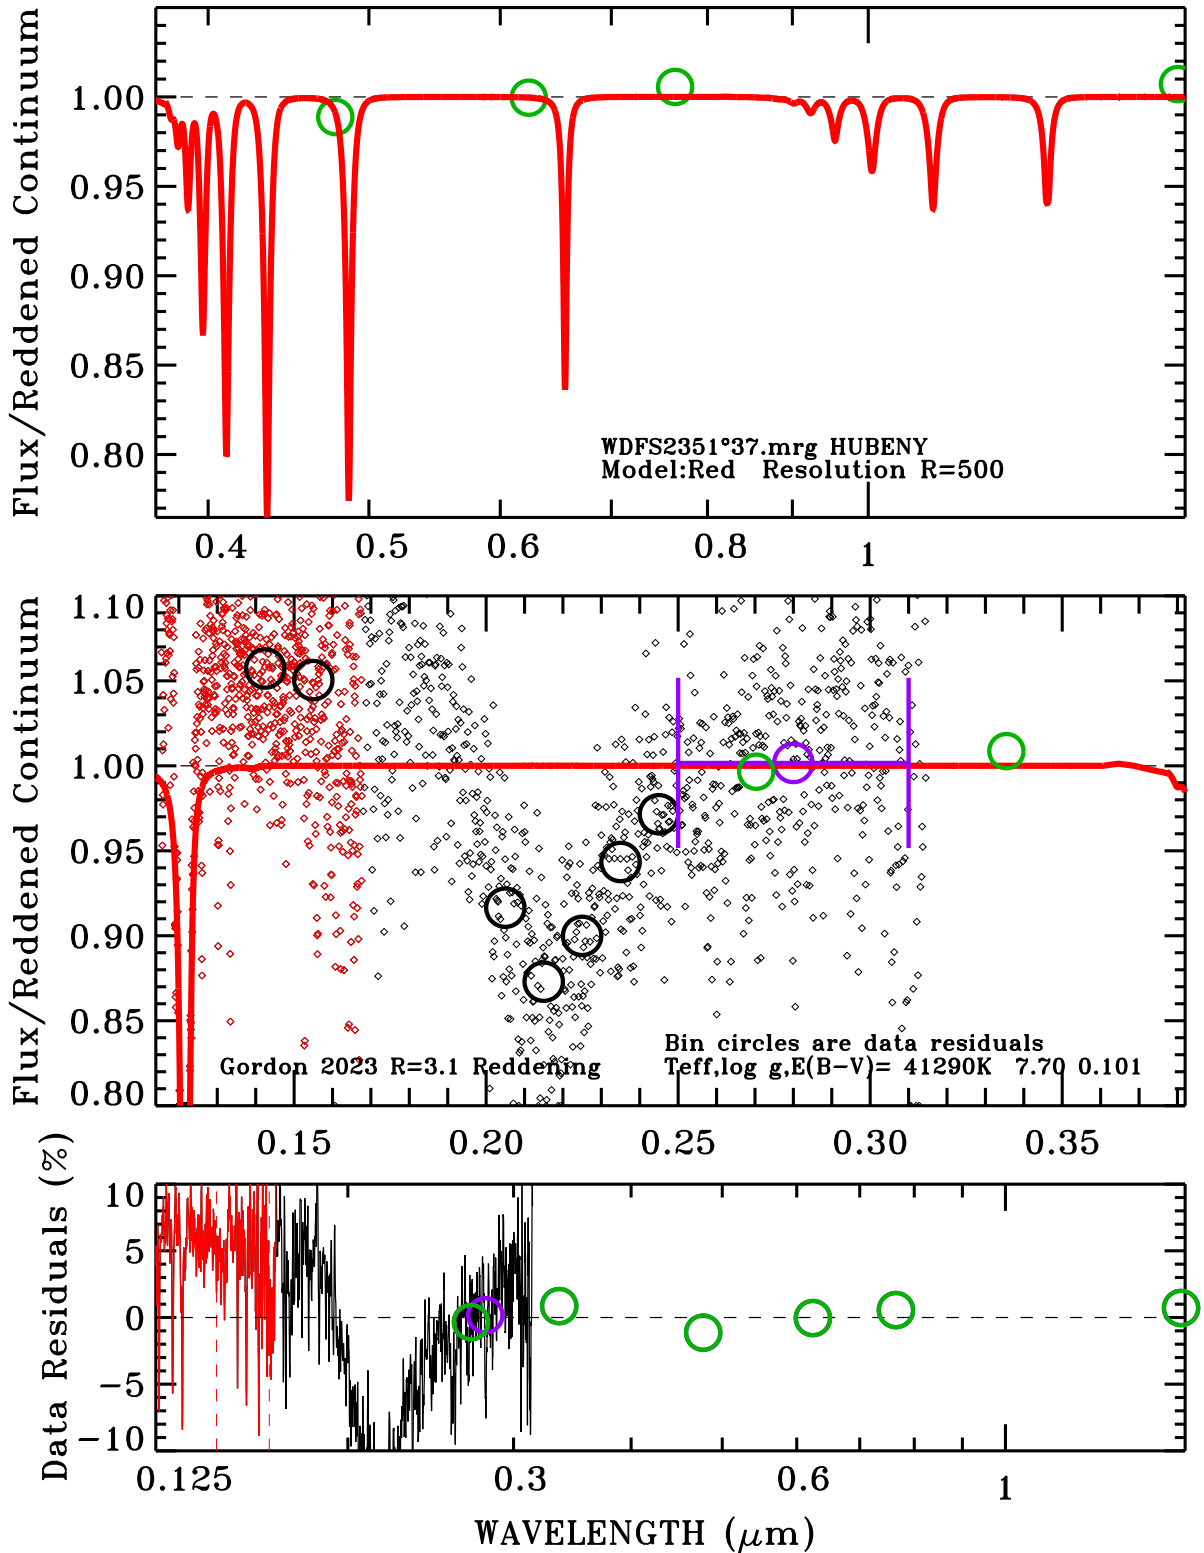 Flux/Reddened Continuum
1.00
0.95
0.90
0.85
0.80
WDFS2351°37.mrg HUBENY
Model:Red Resolution R=500
0.4 0.5 0.6 0.8 1
Flux/Reddened Continuum
1.10
1.05
1.00
0.95
0.90
0.85
0.80
Bin circles are data residuals
Gordon 2023 R=3.1 Reddening
Teff,log g,E(B−V)= 41290K 7.70 0.101
0.15 0.20 0.25 0.30 0.35
Data Residuals (%)
10
5
0
−5
−10
0.125 0.3 0.6 1
WAVELENGTH (μm)